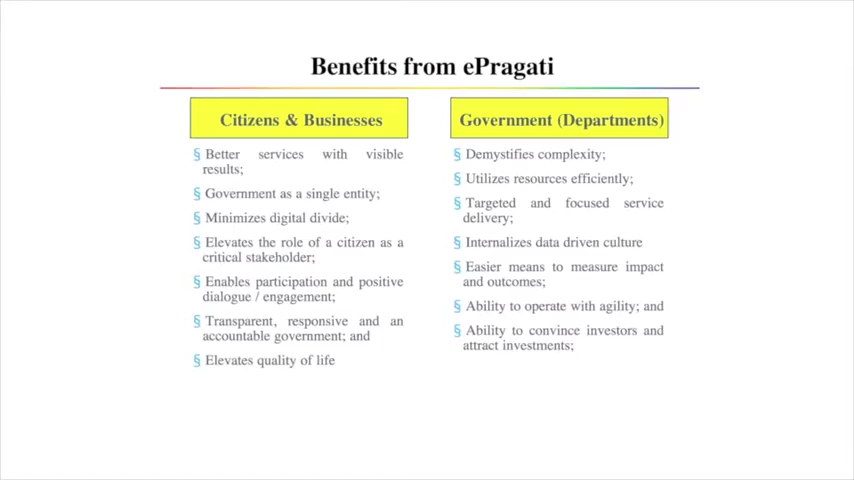 Benefits from ePragati
Citizens & Businesses
§ Better services with visible
results;
§ Government as a single entity;
§ Minimizes digital divide;
§ Elevates the role of a citizen as a
critical stakeholder;
§ Enables participation and positive
dialogue / engagement;
§ Transparent, responsive and an
accountable government; and
§ Elevates quality of life
Government (Departments)
§ Demystifies complexity;
§ Utilizes resources efficiently;
§ Targeted and focused service
delivery;
§ Internalizes data driven culture
§ Easier means to measure impact
and outcomes;
§ Ability to operate with agility; and
§ Ability to convince investors and
attract investments;